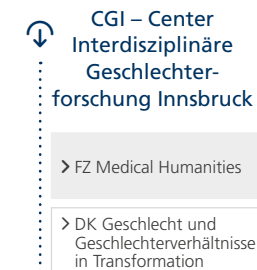 CGI – Center
Interdisziplinäre
Geschlechter-
forschung Innsbruck
FZ Medical Humanities
DK Geschlecht und
Geschlechterverhältnisse
in Transformation